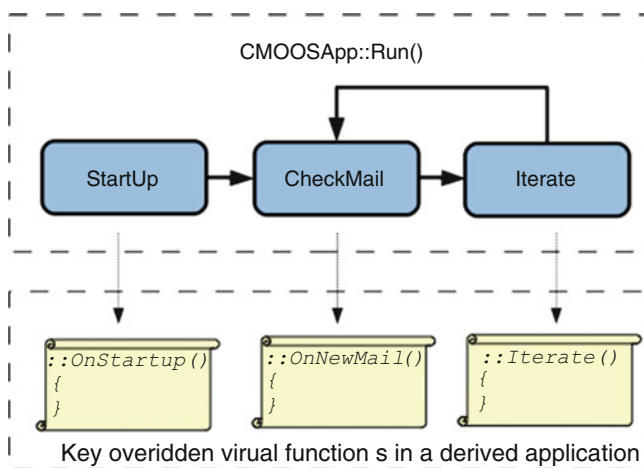 CMOOSApp::Run()
StartUp
CheckMail
Iterate
::OnStartup()
{
}
::OnNewMail()
{
}
::Iterate()
{
}
Key overidden virual function s in a derived application